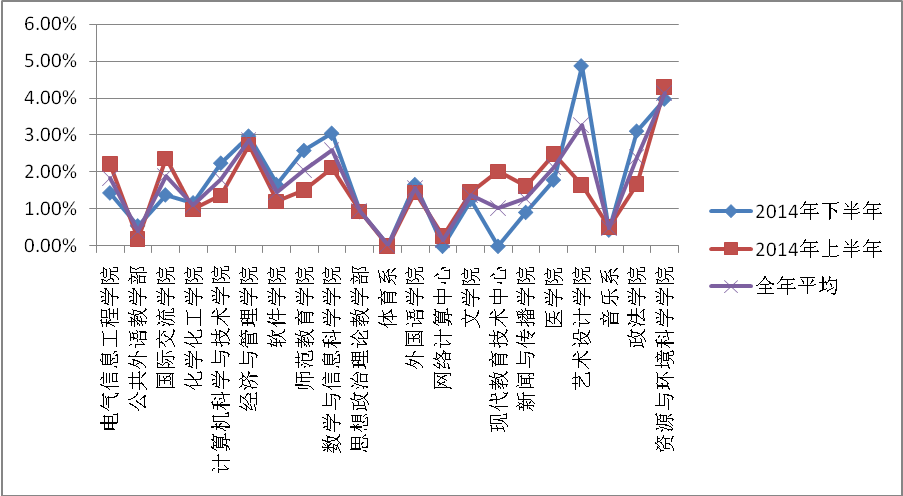 6.00%
5.00%
4.00%
3.00%
2.00%
1.00%
0.00%
电气信息工程学院
公共外语教学部
国际交流学院
化学化工学院
计算机科学与技术学院
经济与管理学院
软件学院
师范教育学院
数学与信息科学学院
思想政治理论教学部
体育系
外国语学院
网络计算中心
文学院
现代教育技术中心
新闻与传播学院
医学院
艺术设计学院
音乐系
政法学院
资源与环境科学学院
2014年下半年
2014年上半年
全年平均